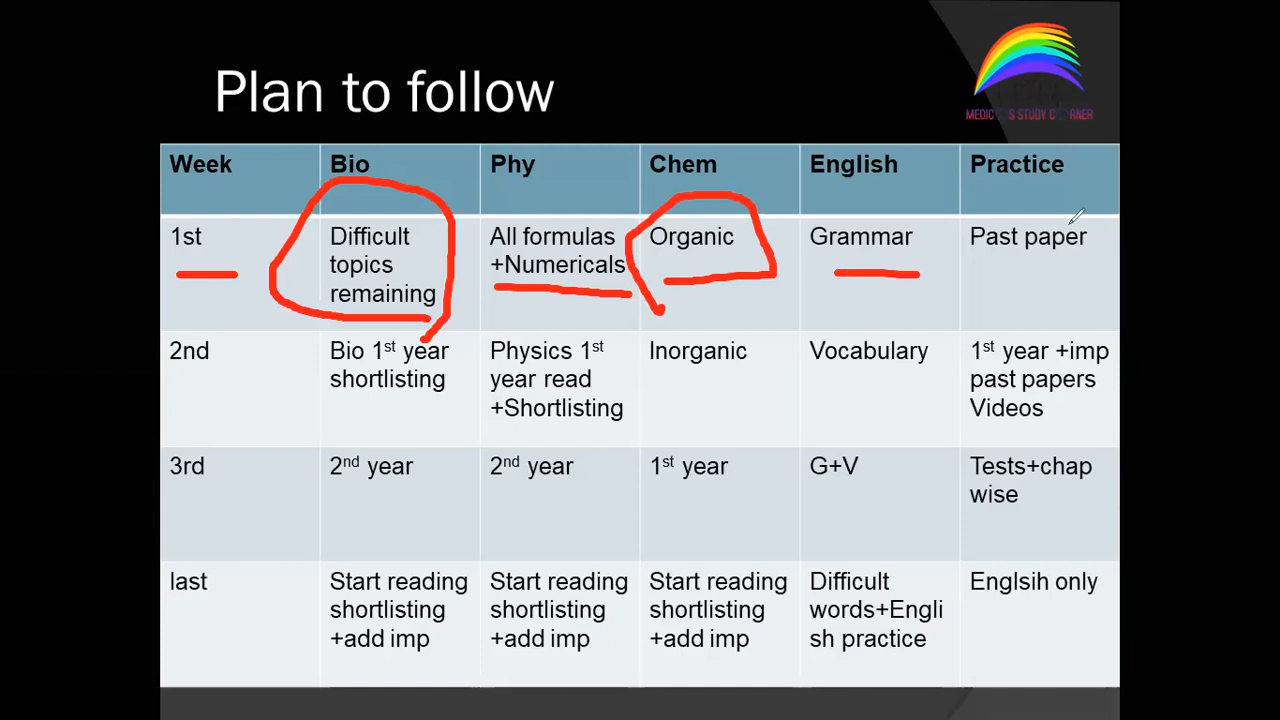 Plan to follow
MEDIC S STUDY C RNER
Week Bio Phy Chem English Practice
1st
Difficult
topics
remaining
All formulas
+Numericals
Organic
Grammar
Past paper
2nd
Bio 1st year
shortlisting
Physics 1st
year read
+Shortlisting
Inorganic
Vocabulary
1st year +imp
past papers
Videos
3rd
2nd year
2nd year
1st year
G+V
Tests+chap
wise
last
Start reading
shortlisting
+add imp
Start reading
shortlisting
+add imp
Start reading
shortlisting
+add imp
Difficult
words+Engli
sh practice
Englsih only